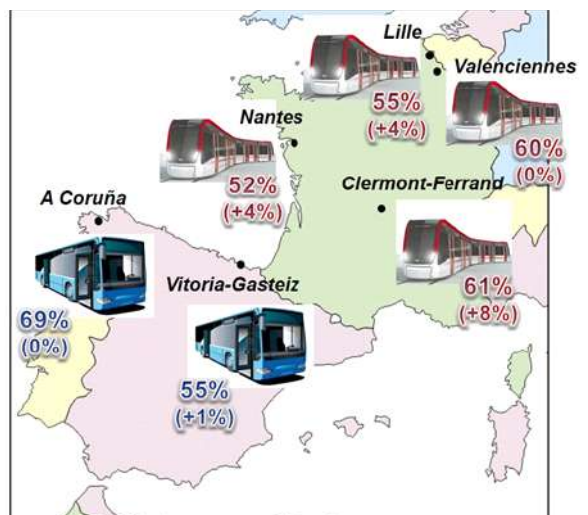 Lille
Valenciennes
55%
(+4%)
Nantes
60%
(0%)
52%
(+4%)
Clermont-Ferrand
A Coruña
Vitoria-Gasteiz
61%
(+8%)
69%
(0%)
55%
(+1%)